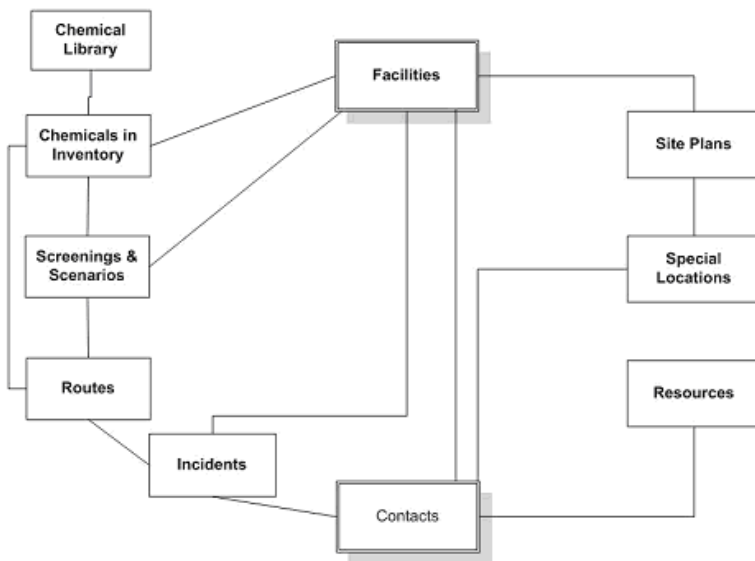 Chemical
Library
Facilities
Chemicals in
Inventory
Site Plans
Screenings &
Scenarios
Special
Locations
Routes
Resources
Incidents
Contacts